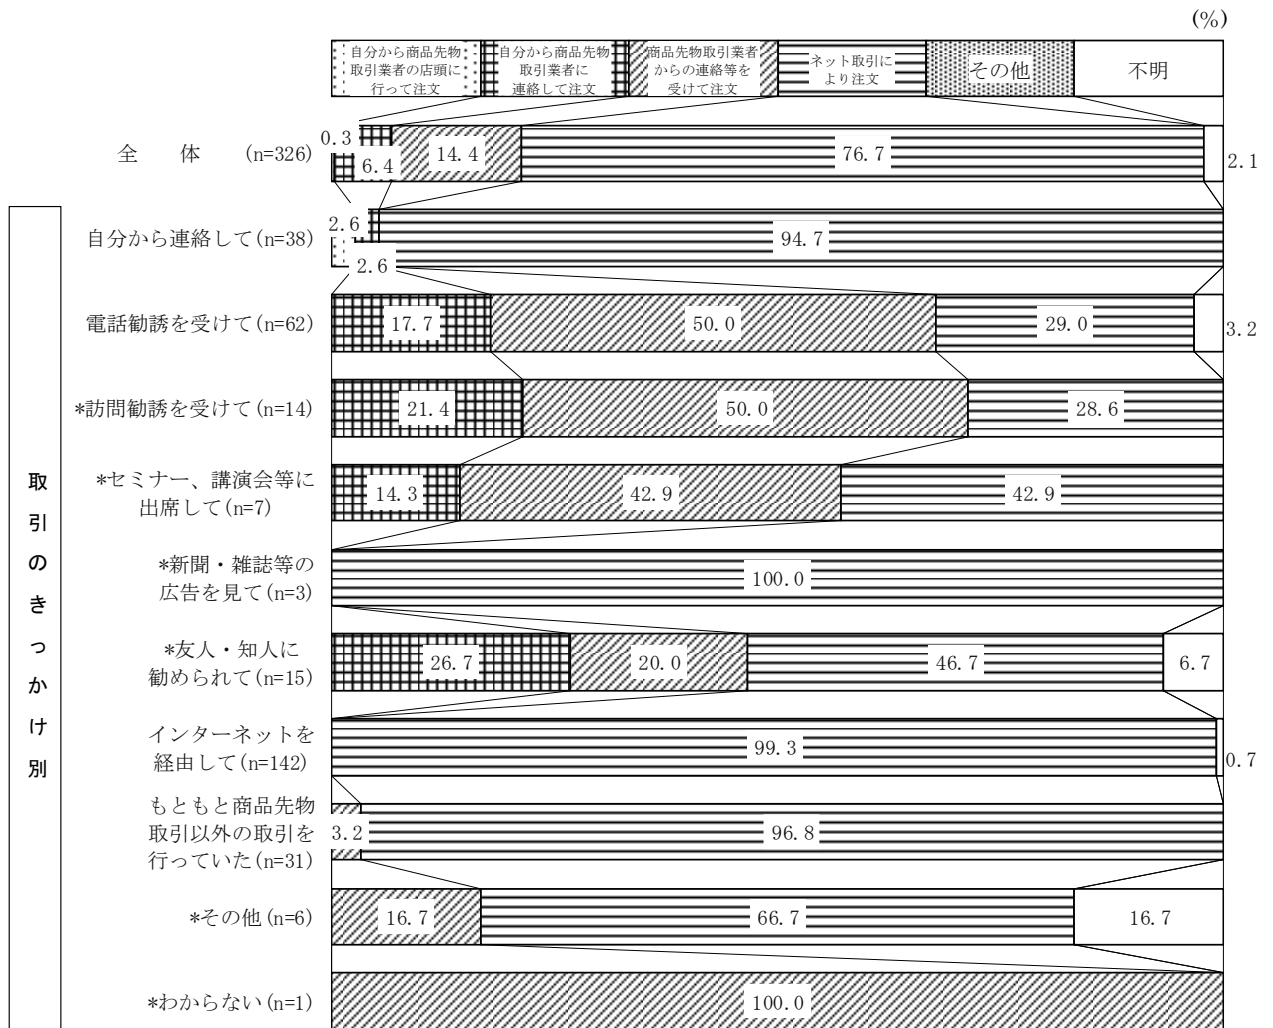 (%)
自分から商品先物
取引業者の店頭に
行って注文
自分から商品先物
取引業者に
連絡して注文
商品先物取引業者
からの連絡等を
受けて注文
ネット取引に
より注文
その他
不明
全 体 (n=326)
0.3
6.4
14.4
76.7
2.1
取引のきっかけ別
自分から連絡して(n=38)
2.6
2.6
94.7
電話勧誘を受けて(n=62)
17.7
50.0
29.0
3.2
*訪問勧誘を受けて(n=14)
21.4
50.0
28.6
*セミナー、講演会等に
出席して(n=7)
14.3
42.9
42.9
*新聞・雑誌等の
広告を見て(n=3)
100.0
*友人・知人に
勧められて(n=15)
26.7
20.0
46.7
6.7
インターネットを
経由して(n=142)
99.3
0.7
もともと商品先物
取引以外の取引を
行っていた(n=31)
3.2
96.8
*その他(n=6)
16.7
66.7
16.7
*わからない(n=1)
100.0